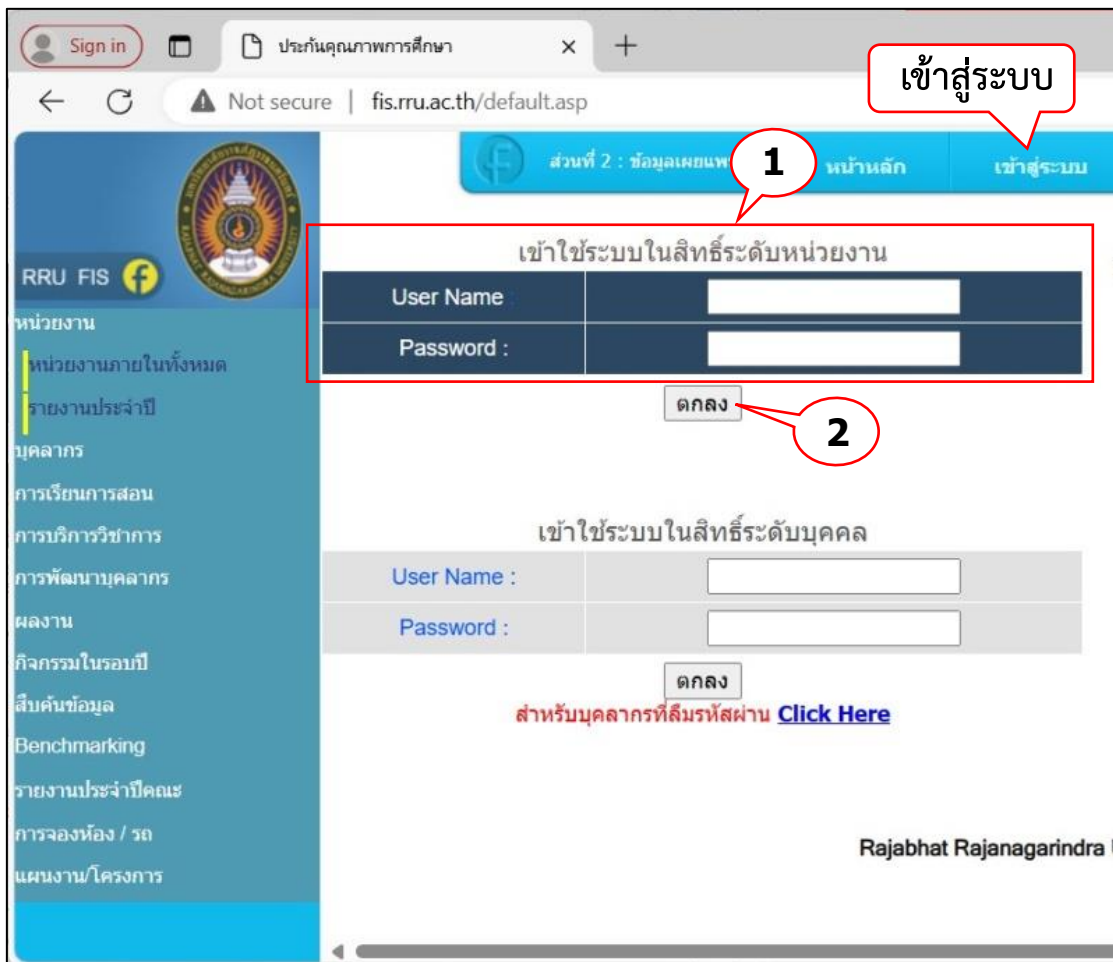 Sign in
ประกันคุณภาพการศึกษา
Not secure | fis.rru.ac.th/default.asp
เข้าสู่ระบบ
ส่วนที่ 2 : ข้อมูลเผยแพ
1
หน้าหลัก
เข้าสู่ระบบ
RRU FIS
หน่วยงาน
หน่วยงานภายในทั้งหมด
รายงานประจำปี
บุคลากร
การเรียนการสอน
การบริการวิชาการ
การพัฒนาบุคลากร
ผลงาน
กิจกรรมในรอบปี
สืบค้นข้อมูล
Benchmarking
รายงานประจำปีคณะ
การจองห้อง / รถ
แผนงาน/โครงการ
เข้าใช้ระบบในสิทธิ์ระดับหน่วยงาน
User Name :
Password :
ตกลง
2
เข้าใช้ระบบในสิทธิ์ระดับบุคคล
User Name :
Password :
ตกลง
สำหรับบุคลากรที่ลืมรหัสผ่าน Click Here
Rajabhat Rajanagarindra